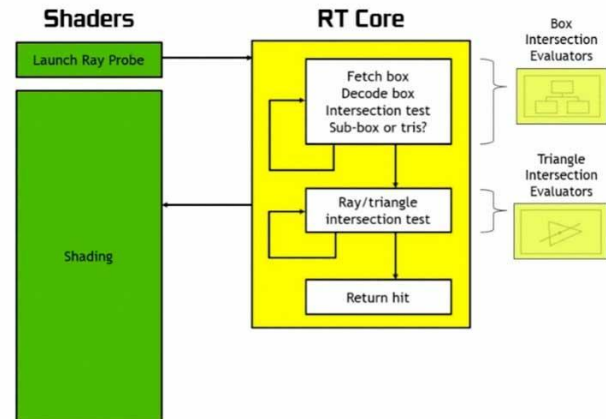 Shaders
RT Core
Launch Ray Probe
Fetch box
Decode box
Intersection test
Sub-box or tris?
Box
Intersection
Evaluators
Ray/triangle
intersection test
Triangle
Intersection
Evaluators
Shading
Return hit